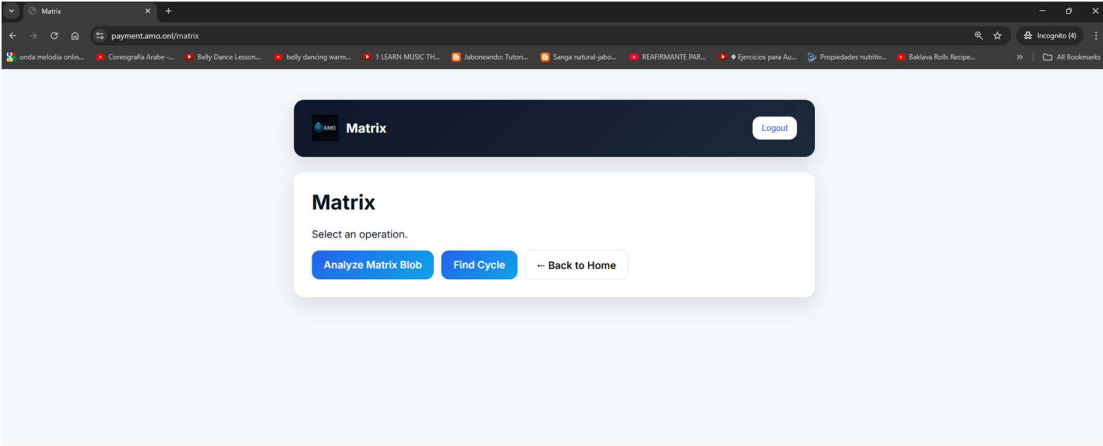 Matrix
payment.amo.onl/matrix
Incognito (4)
onda melodia onlin...
Coreografía Arabe -...
Belly Dance Lesson...
belly dancing warm...
1 LEARN MUSIC TH...
Jaboneando: Tutori...
Sanga natural-jabo...
REAFIRMANTE PAR...
Ejercicios para Au...
Propiedades nutritiv...
Baklava Rolls Recipe...
All Bookmarks
AMO
Matrix
Logout
Matrix
Select an operation.
Analyze Matrix Blob
Find Cycle
← Back to Home